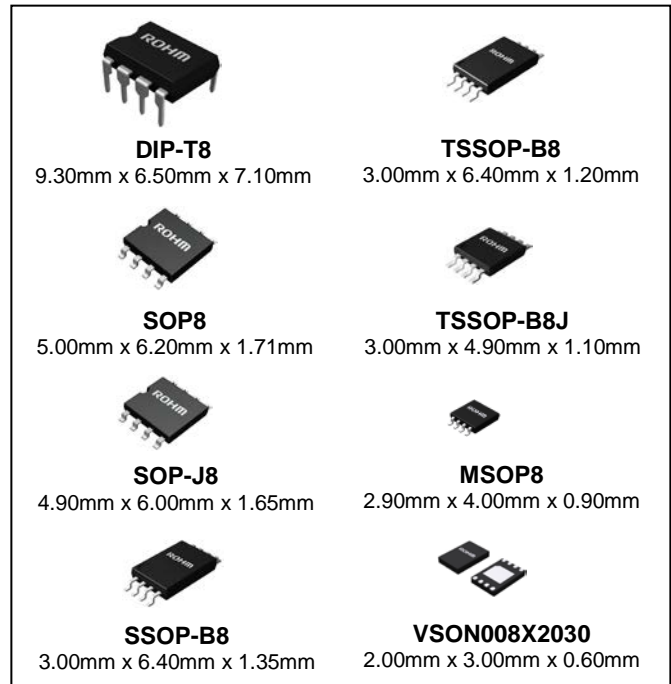 ROHM
DIP-T8
9.30mm x 6.50mm x 7.10mm
ROHM
TSSOP-B8
3.00mm x 6.40mm x 1.20mm
ROHM
SOP8
5.00mm x 6.20mm x 1.71mm
ROHM
TSSOP-B8J
3.00mm x 4.90mm x 1.10mm
ROHM
SOP-J8
4.90mm x 6.00mm x 1.65mm
ROHM
MSOP8
2.90mm x 4.00mm x 0.90mm
ROHM
SSOP-B8
3.00mm x 6.40mm x 1.35mm
ROHM
VSON008X2030
2.00mm x 3.00mm x 0.60mm